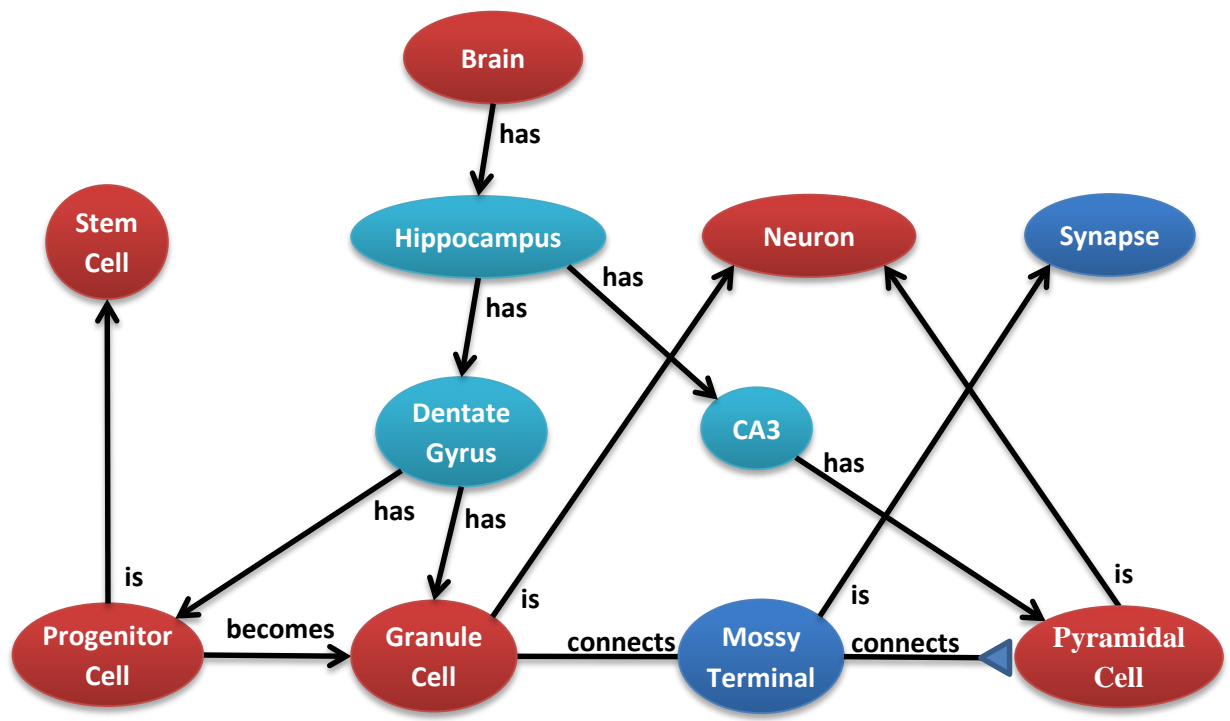 Brain
has
Stem
Cell
Hippocampus
Neuron
Synapse
has
has
Dentate
Gyrus
CA3
has
has
has
is
is
is
is
Progenitor
Cell
becomes
Granule
Cell
connects
Mossy
Terminal
connects
Pyramidal
Cell